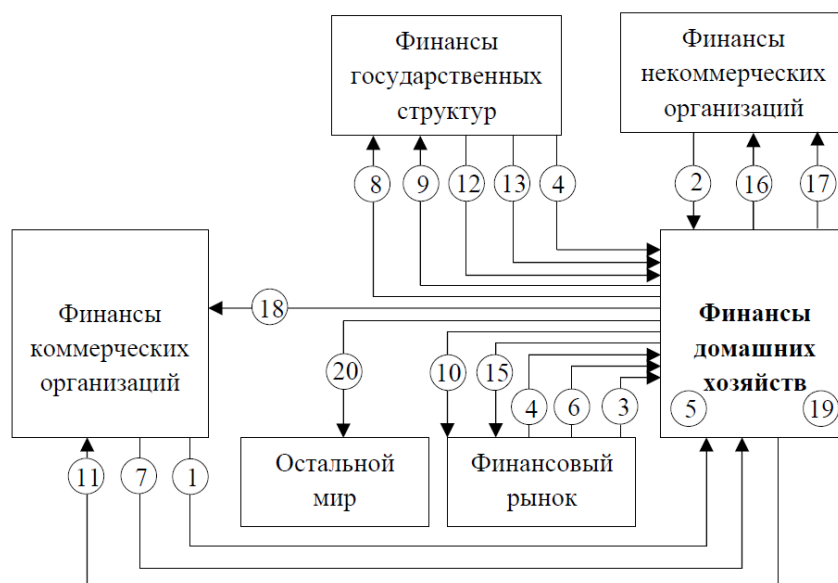 Финансы
государственных
структур
Финансы
некоммерческих
организаций
8
9
12
13
4
2
16
17
Финансы
коммерческих
организаций
18
Финансы
домашних
хозяйств
20
10
15
4
6
3
5
19
Остальной
мир
Финансовый
рынок
11
7
1